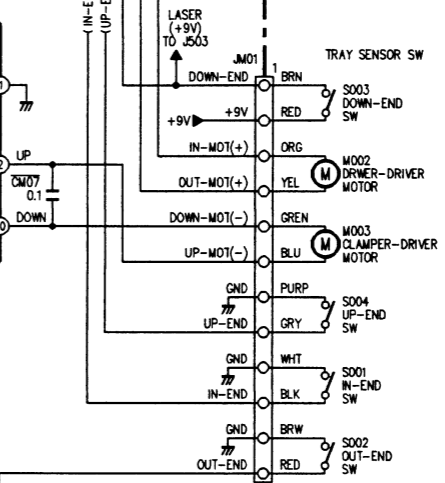 (IN-E
(UP-E
LASER
(+9V)
TO J503
JM01
1
TRAY SENSOR SW
DOWN-END
BRN
S003
DOWN-END
SW
+9V
+9V
RED
IN-MOT(+)
ORG
M
M002
DRWER-DRIVER
MOTOR
OUT-MOT(+)
YEL
UP
CM07
0.1
DOWN
DOWN-MOT(-)
GREN
M
M003
CLAMPER-DRIVER
MOTOR
UP-MOT(-)
BLU
GND
PURP
S004
UP-END
SW
UP-END
GRY
GND
WHT
S001
IN-END
SW
IN-END
BLK
GND
BRW
S002
OUT-END
SW
OUT-END
RED